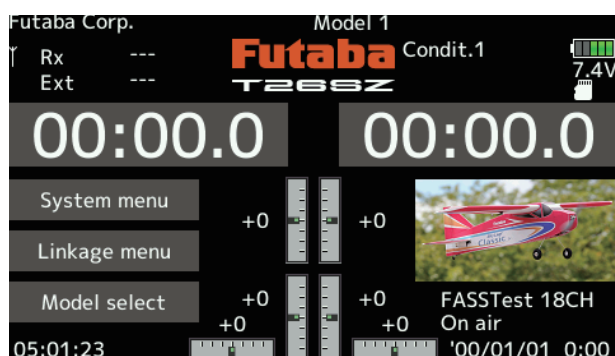 Futaba Corp. Model 1
Rx --- Futaba Condit.1
Ext --- T26SZ 7.4V
00:00.0 00:00.0
System menu
+0 +0
Linkage menu
Classic
Model select +0 +0 FASSTest 18CH
+0 +0 On air
05:01:23 '00/01/01 0:00